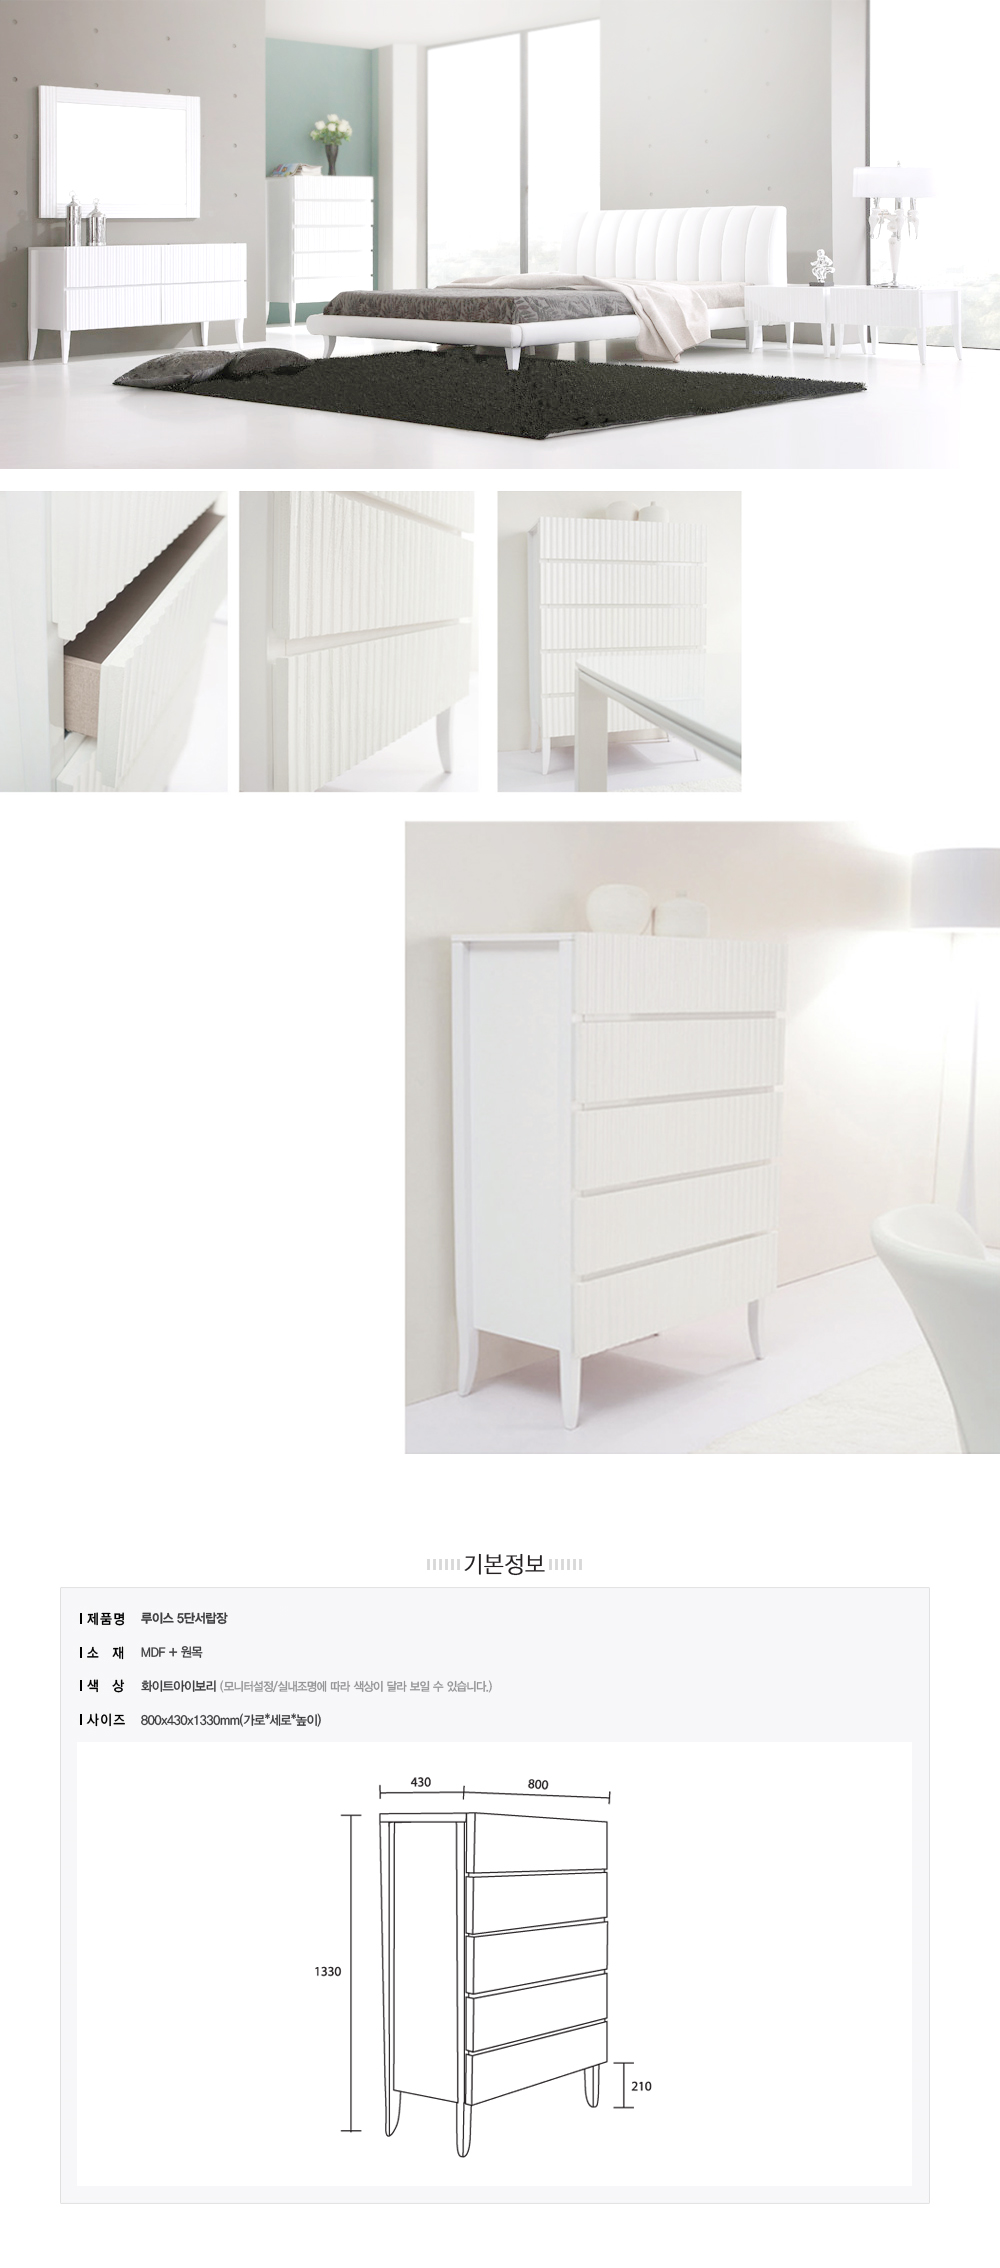 기본정보
제품명 루이스 5단서랍장
소 재 MDF + 원목
색 상 화이트아이보리 (모니터설정/실내조명에 따라 색상이 달라 보일 수 있습니다.)
사이즈 800x430x1330mm(가로*세로*높이)
430
800
1330
210